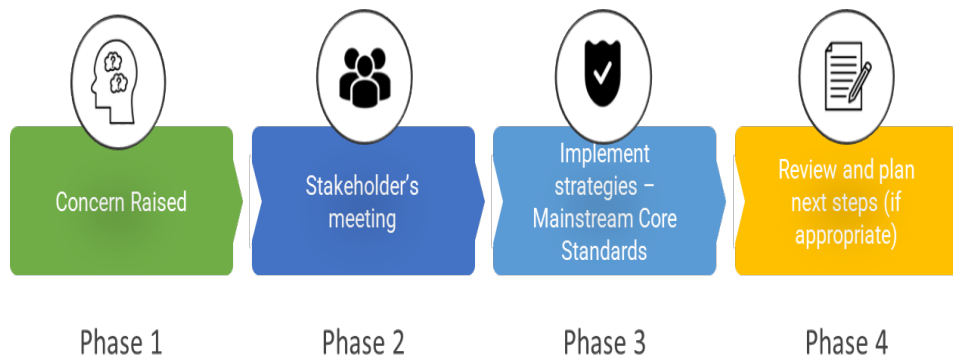 Concern Raised
Stakeholder’s
meeting
Implement
strategies –
Mainstream Core
Standards
Review and plan
next steps (if
appropriate)
Phase 1
Phase 2
Phase 3
Phase 4